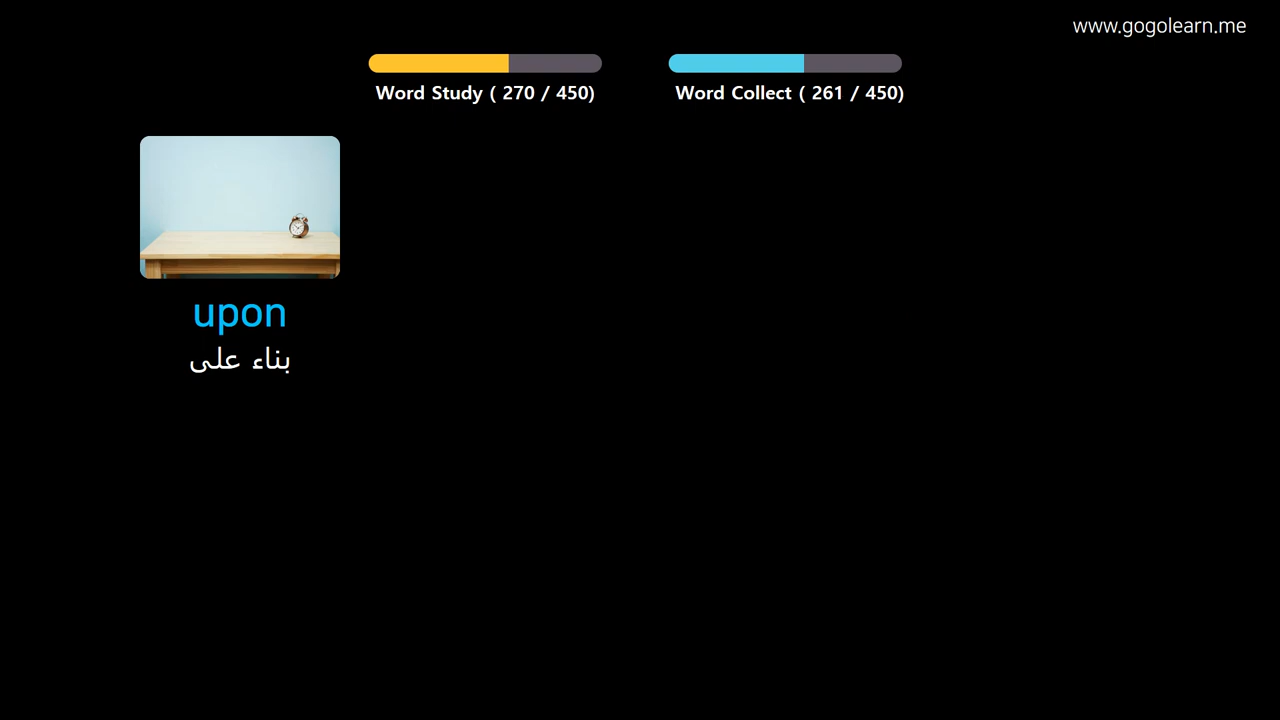 www.gogolearn.me
Word Study ( 270 / 450)
Word Collect ( 261 / 450)
upon
بناء على